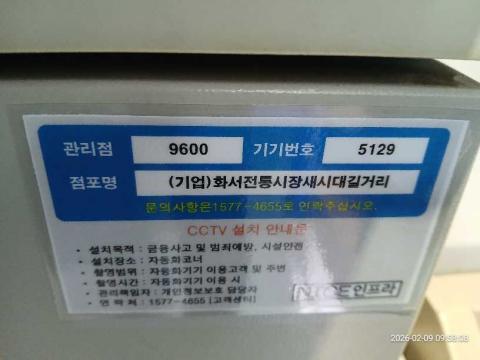 관리점 9600 기기번호 5129
점포명 (기업)화서전통시장새시대길거리
문의사항은1577-4655로 연락주십시오.
CCTV 설치 안내문
• 설치목적 : 금융사고 및 범죄예방, 시설안전
• 설치장소 : 자동화코너
• 촬영범위 : 자동화기기 이용고객 및 주변
• 촬영시간 : 자동화기기 이용 시
• 관리책임자 : 개인정보보호 담당자
• 연 락 처 : 1577-4655 [고객센터]
NICE인프라
2026-02-09 09:58:08